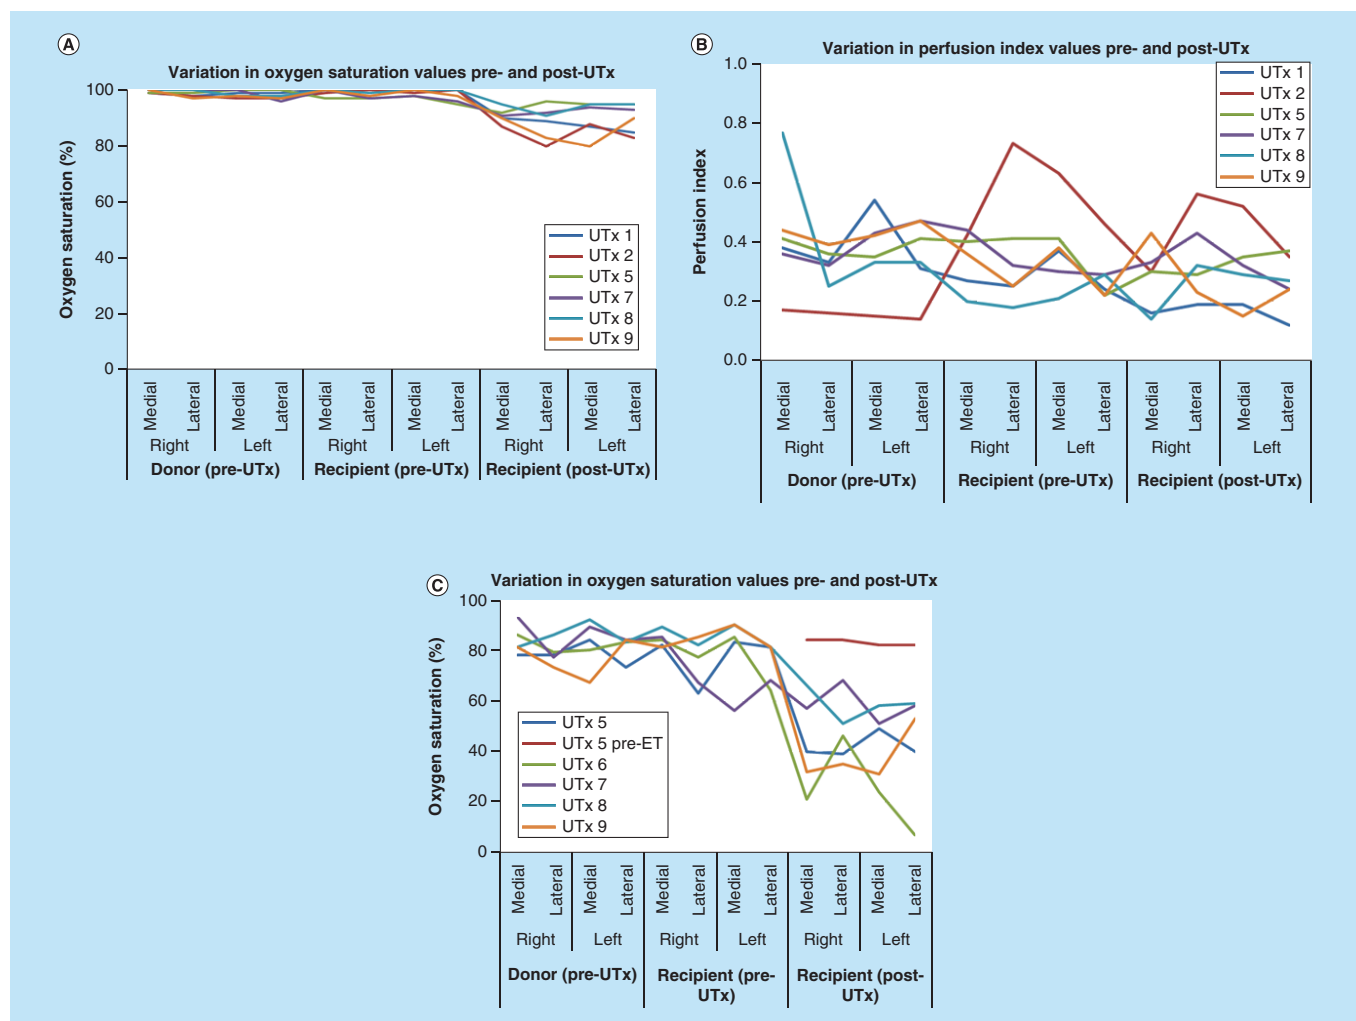 A
Variation in oxygen saturation values pre- and post-UTx
Oxygen saturation (%)
100
80
60
40
20
0
UTx 1
UTx 2
UTx 5
UTx 7
UTx 8
UTx 9
Medial Lateral Medial Lateral Medial Lateral Medial Lateral Medial Lateral Medial Lateral
Right Left Right Left Right Left
Donor (pre-UTx) Recipient (pre-UTx) Recipient (post-UTx)
B
Variation in perfusion index values pre- and post-UTx
Perfusion index
1.0
0.8
0.6
0.4
0.2
0.0
UTx 1
UTx 2
UTx 5
UTx 7
UTx 8
UTx 9
Medial Lateral Medial Lateral Medial Lateral Medial Lateral Medial Lateral Medial Lateral
Right Left Right Left Right Left
Donor (pre-UTx) Recipient (pre-UTx) Recipient (post-UTx)
C
Variation in oxygen saturation values pre- and post-UTx
Oxygen saturation (%)
100
80
60
40
20
0
UTx 5
UTx 5 pre-ET
UTx 6
UTx 7
UTx 8
UTx 9
Medial Lateral Medial Lateral Medial Lateral Medial Lateral Medial Lateral Medial Lateral
Right Left Right Left Right Left
Donor (pre-UTx) Recipient (pre- Recipient (post-
UTx) UTx)